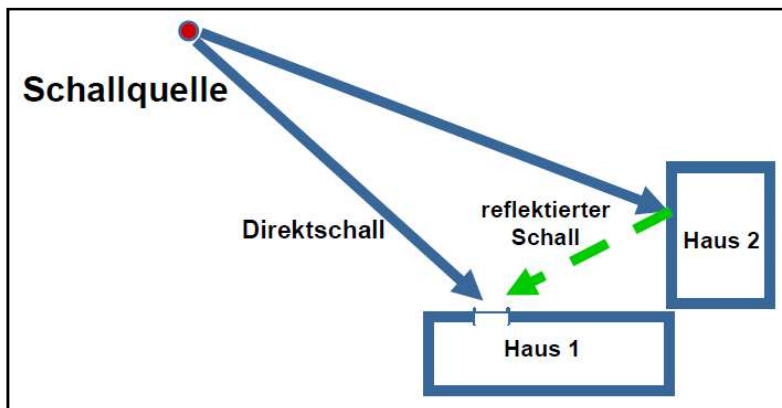 Schallquelle
Direktschall
reflektierter
Schall
Haus 2
Haus 1